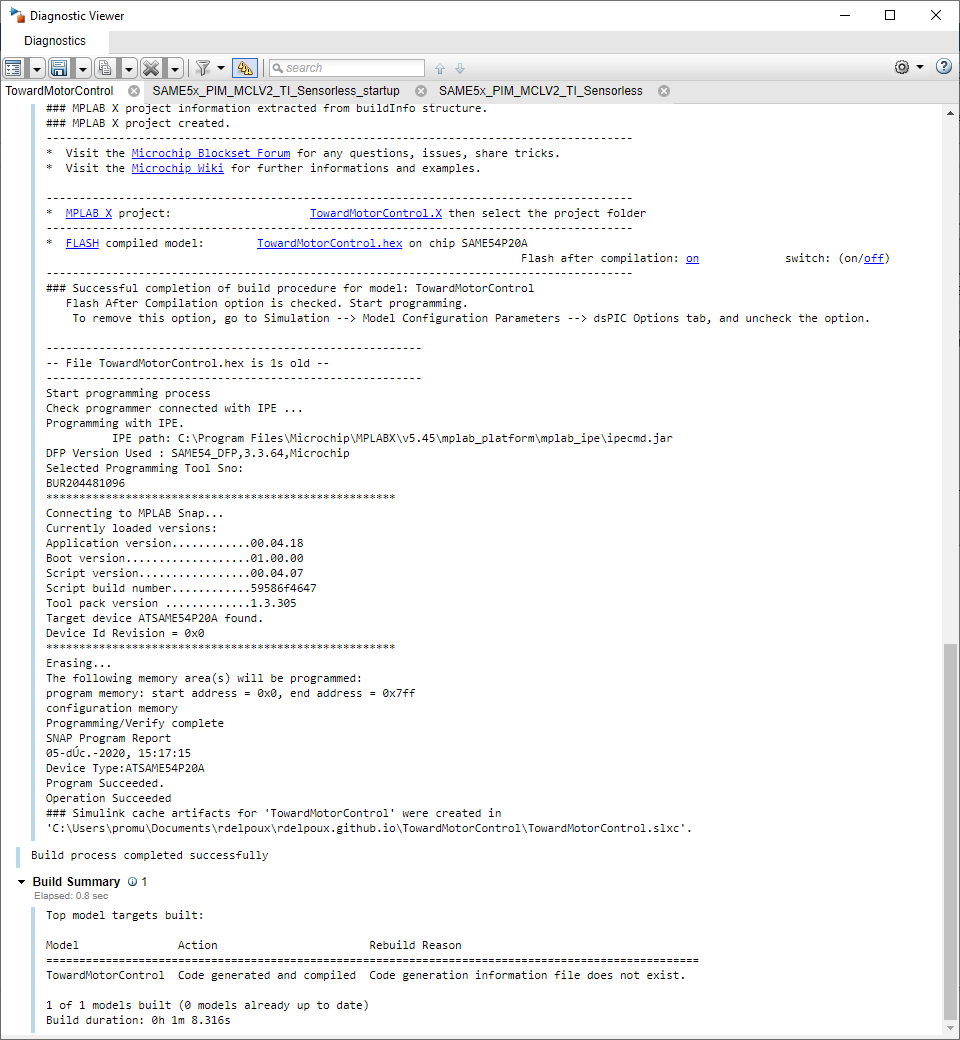 Diagnostic Viewer
Diagnostics
search
TowardMotorControl SAME5x_PIM_MCLV2_TI_Sensorless_startup SAME5x_PIM_MCLV2_TI_Sensorless
### MPLAB X project information extracted from buildInfo structure.
### MPLAB X project created.
-----------------------------------------------------------------------------------------
* Visit the Microchip Blockset Forum for any questions, issues, share tricks.
* Visit the Microchip Wiki for further informations and examples.
-----------------------------------------------------------------------------------------
* MPLAB X project: TowardMotorControl.X then select the project folder
-----------------------------------------------------------------------------------------
* FLASH compiled model: TowardMotorControl.hex on chip SAME54P20A
Flash after compilation: on switch: (on/off)
-----------------------------------------------------------------------------------------
### Successful completion of build procedure for model: TowardMotorControl
Flash After Compilation option is checked. Start programming.
To remove this option, go to Simulation --> Model Configuration Parameters --> dsPIC Options tab, and uncheck the option.
---------------------------------------------------------
-- File TowardMotorControl.hex is 1s old --
---------------------------------------------------------
Start programming process
Check programmer connected with IPE ...
Programming with IPE.
IPE path: C:\Program Files\Microchip\MPLABX\v5.45\mplab_platform\mplab_ipe\ipecmd.jar
DFP Version Used : SAME54_DFP,3.3.64,Microchip
Selected Programming Tool Sno:
BUR204481096
*****************************************************
Connecting to MPLAB Snap...
Currently loaded versions:
Application version............00.04.18
Boot version...................01.00.00
Script version.................00.04.07
Script build number............59586f4647
Tool pack version .............1.3.305
Target device ATSAME54P20A found.
Device Id Revision = 0x0
*****************************************************
Erasing...
The following memory area(s) will be programmed:
program memory: start address = 0x0, end address = 0x7ff
configuration memory
Programming/Verify complete
SNAP Program Report
05-dÚc.-2020, 15:17:15
Device Type:ATSAME54P20A
Program Succeeded.
Operation Succeeded
### Simulink cache artifacts for 'TowardMotorControl' were created in
'C:\Users\promu\Documents\rdelpoux\rdelpoux.github.io\TowardMotorControl\TowardMotorControl.slxc'.
Build process completed successfully
Build Summary 1
Elapsed: 0.8 sec
Top model targets built:
Model Action Rebuild Reason
===================================================================================================
TowardMotorControl Code generated and compiled Code generation information file does not exist.
1 of 1 models built (0 models already up to date)
Build duration: 0h 1m 8.316s